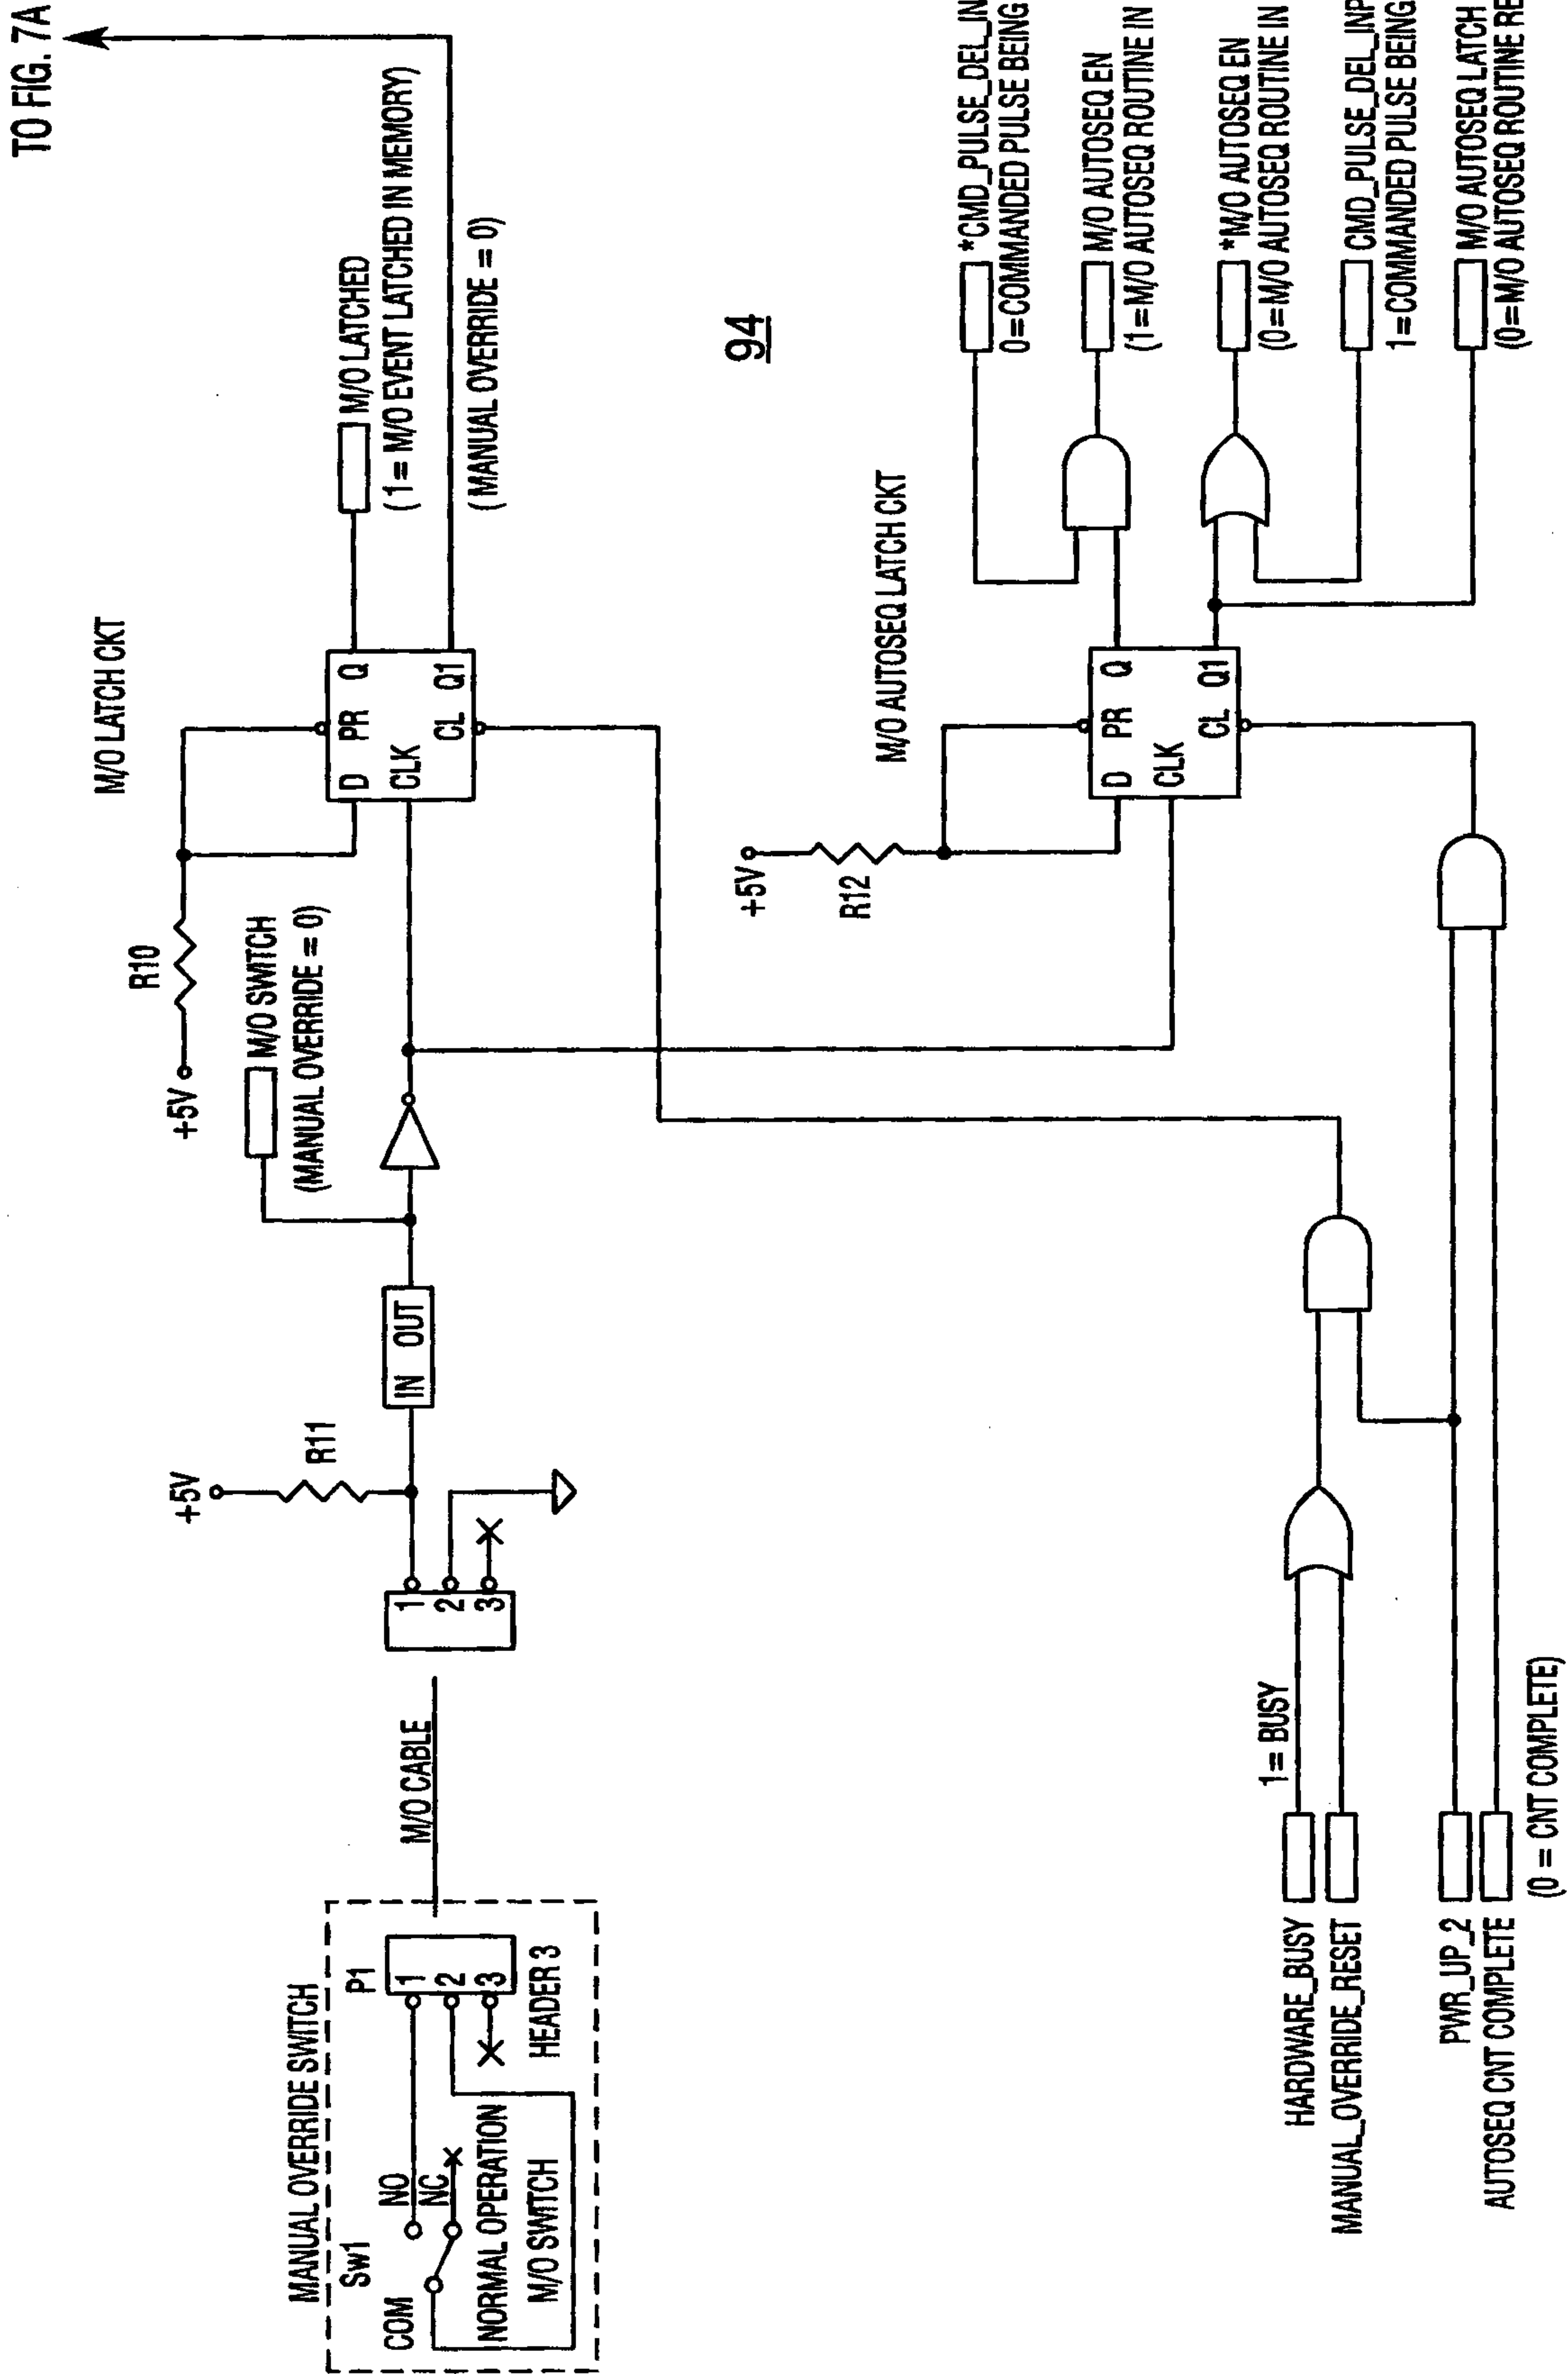 TO FIG. 7A
MANUAL OVERRIDE SWITCH
Sw1
COM
NO
NC
NORMAL OPERATION
M/O SWITCH
P1
1
2
3
HEADER 3
M/O CABLE
1
2
3
+5V
R11
IN OUT
M/O SWITCH
(MANUAL OVERRIDE = 0)
+5V
R10
M/O LATCH CKT
D PR Q
CLK
CL Q1
M/O LATCHED
(1 = M/O EVENT LATCHED IN MEMORY)
(MANUAL OVERRIDE = 0)
94
+5V
R12
M/O AUTOSEQ LATCH CKT
D PR Q
CLK
CL Q1
*CMD_PULSE_DEL_IN
0=COMMANDED PULSE BEING
M/O AUTOSEQ EN
(1=M/O AUTOSEQ ROUTINE IN
*M/O AUTOSEQ EN
(0=M/O AUTOSEQ ROUTINE IN
CMD_PULSE_DEL_INP
1=COMMANDED PULSE BEING
M/O AUTOSEQ LATCH
(0=M/O AUTOSEQ ROUTINE RE
1= BUSY
HARDWARE_BUSY
MANUAL_OVERRIDE_RESET
PWR_UP_2
AUTOSEQ CNT COMPLETE
(0 = CNT COMPLETE)